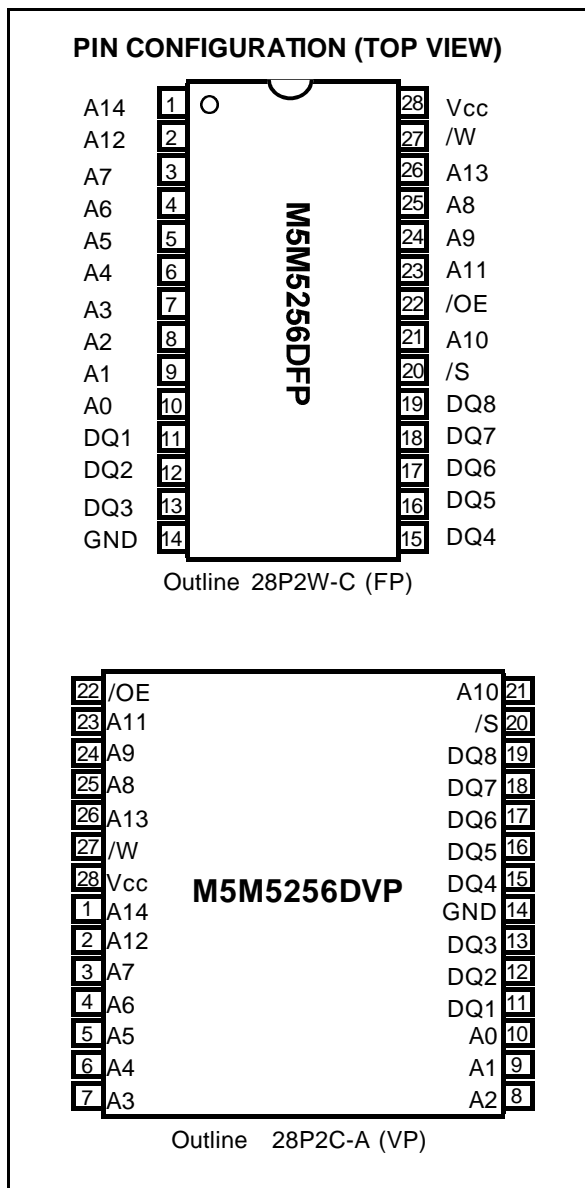 PIN CONFIGURATION (TOP VIEW)
A14 1 28 Vcc
A12 2 27 /W
A7 3 26 A13
A6 4 25 A8
A5 5 24 A9
A4 6 23 A11
A3 7 22 /OE
A2 8 21 A10
A1 9 20 /S
A0 10 19 DQ8
DQ1 11 18 DQ7
DQ2 12 17 DQ6
DQ3 13 16 DQ5
GND 14 15 DQ4
M5M5256DFP
Outline 28P2W-C (FP)
22 /OE A10 21
23 A11 /S 20
24 A9 DQ8 19
25 A8 DQ7 18
26 A13 DQ6 17
27 /W DQ5 16
28 Vcc DQ4 15
1 A14 GND 14
2 A12 DQ3 13
3 A7 DQ2 12
4 A6 DQ1 11
5 A5 A0 10
6 A4 A1 9
7 A3 A2 8
M5M5256DVP
Outline 28P2C-A (VP)